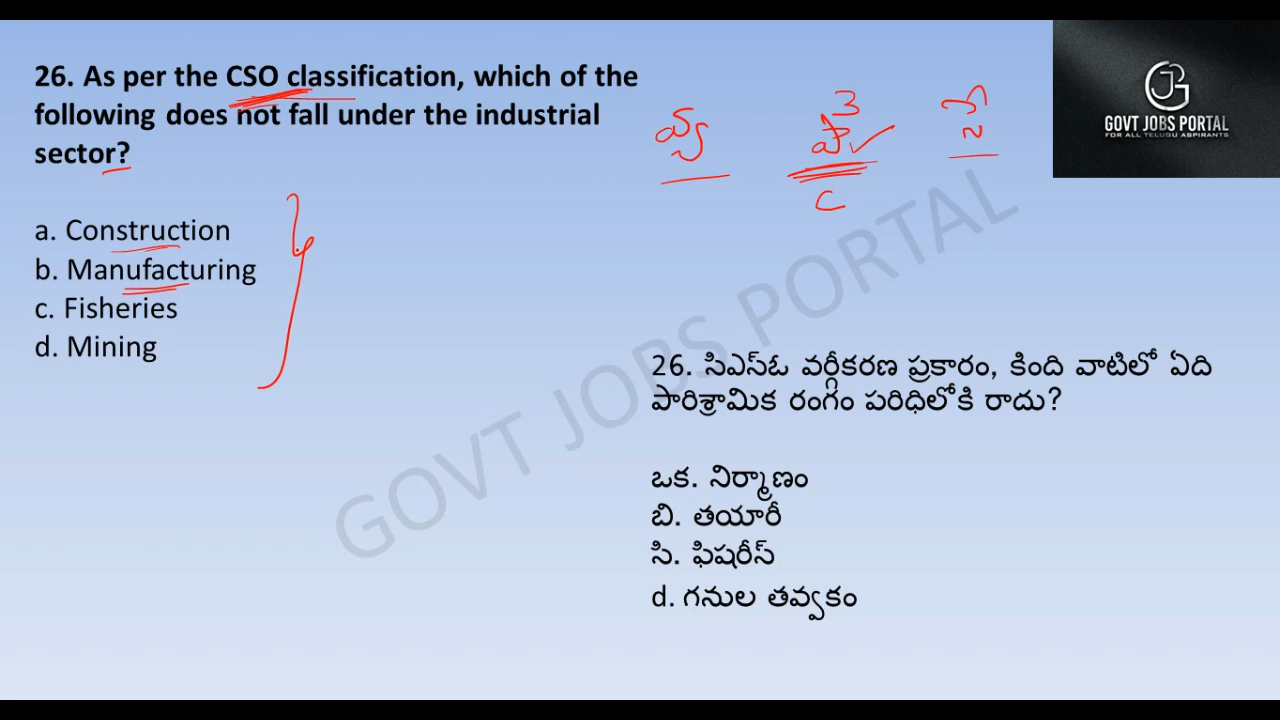 26. As per the CSO classification, which of the
following does not fall under the industrial
sector?
a. Construction
b. Manufacturing
c. Fisheries
d. Mining
వ్య
3
పా
C
సే
GOVT JOBS PORTAL
FOR ALL TELUGU ASPIRANTS
GOVT JOBS PORTAL
26. సిఎస్ఓ వర్గీకరణ ప్రకారం, కింది వాటిలో ఏది
పారిశ్రామిక రంగం పరిధిలోకి రాదు?
ఒక. నిర్మాణం
బి. తయారీ
సి. ఫిషరీస్
d. గనుల తవ్వకం